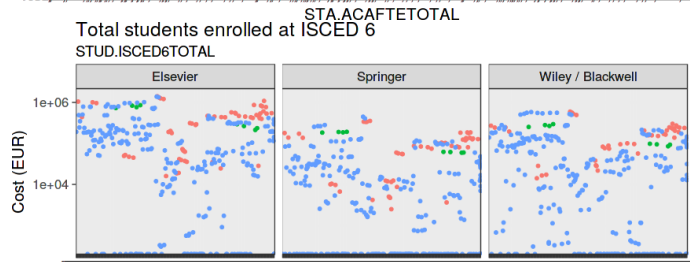 STA.ACAFTETOTAL
Total students enrolled at ISCED 6
STUD.ISCED6TOTAL
Elsevier
Springer
Wiley / Blackwell
1e+06
1e+04
Cost (EUR)